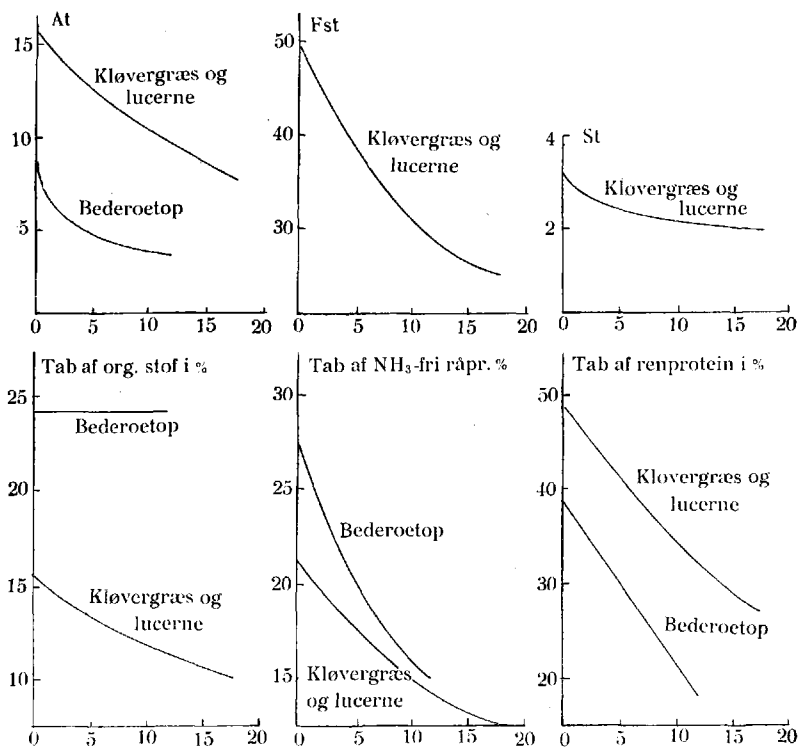 At
15
10
5
0 5 10 15 20
Kløvergræs og
lucerne
Bederoetop
Fst
50
40
30
0 5 10 15 20
Kløvergræs og
lucerne
St
4
2
0 5 10 15 20
Kløvergræs og
lucerne
Tab af org. stof i %
25
20
15
10
0 5 10 15 20
Bederoetop
Kløvergræs og
lucerne
Tab af NH₃-fri råpr. %
30
25
20
15
0 5 10 15 20
Bederoetop
Kløvergræs
og lucerne
Tab af renprotein i %
50
40
30
20
0 5 10 15 20
Kløvergræs og
lucerne
Bederoetop